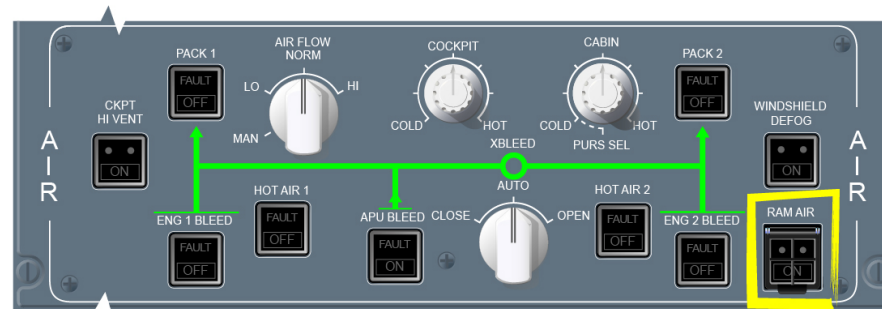 AIR
PACK 1
FAULT
OFF
AIR FLOW
NORM
LO
HI
MAN
COCKPIT
COLD
HOT
CABIN
COLD
HOT
PURS SEL
PACK 2
FAULT
OFF
CKPT
HI VENT
ON
WINDSHIELD
DEFOG
ON
AIR
XBLEED
AUTO
CLOSE
OPEN
ENG 1 BLEED
FAULT
OFF
HOT AIR 1
FAULT
OFF
APU BLEED
FAULT
ON
HOT AIR 2
FAULT
OFF
ENG 2 BLEED
FAULT
OFF
RAM AIR
ON